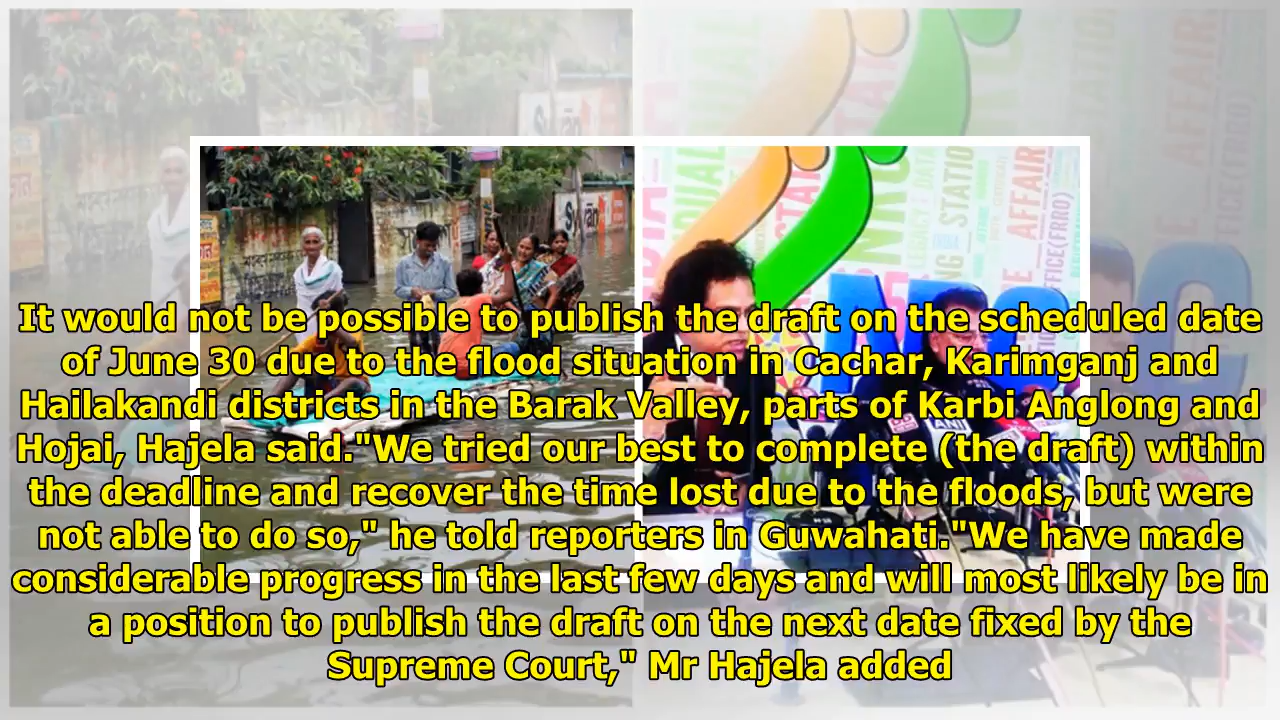 It would not be possible to publish the draft on the scheduled date
of June 30 due to the flood situation in Cachar, Karimganj and
Hailakandi districts in the Barak Valley, parts of Karbi Anglong and
Hojai, Hajela said."We tried our best to complete (the draft) within
the deadline and recover the time lost due to the floods, but were
not able to do so," he told reporters in Guwahati."We have made
considerable progress in the last few days and will most likely be in
a position to publish the draft on the next date fixed by the
Supreme Court," Mr Hajela added
STATION
AFFAIR
FICE(FRRO)
ANI